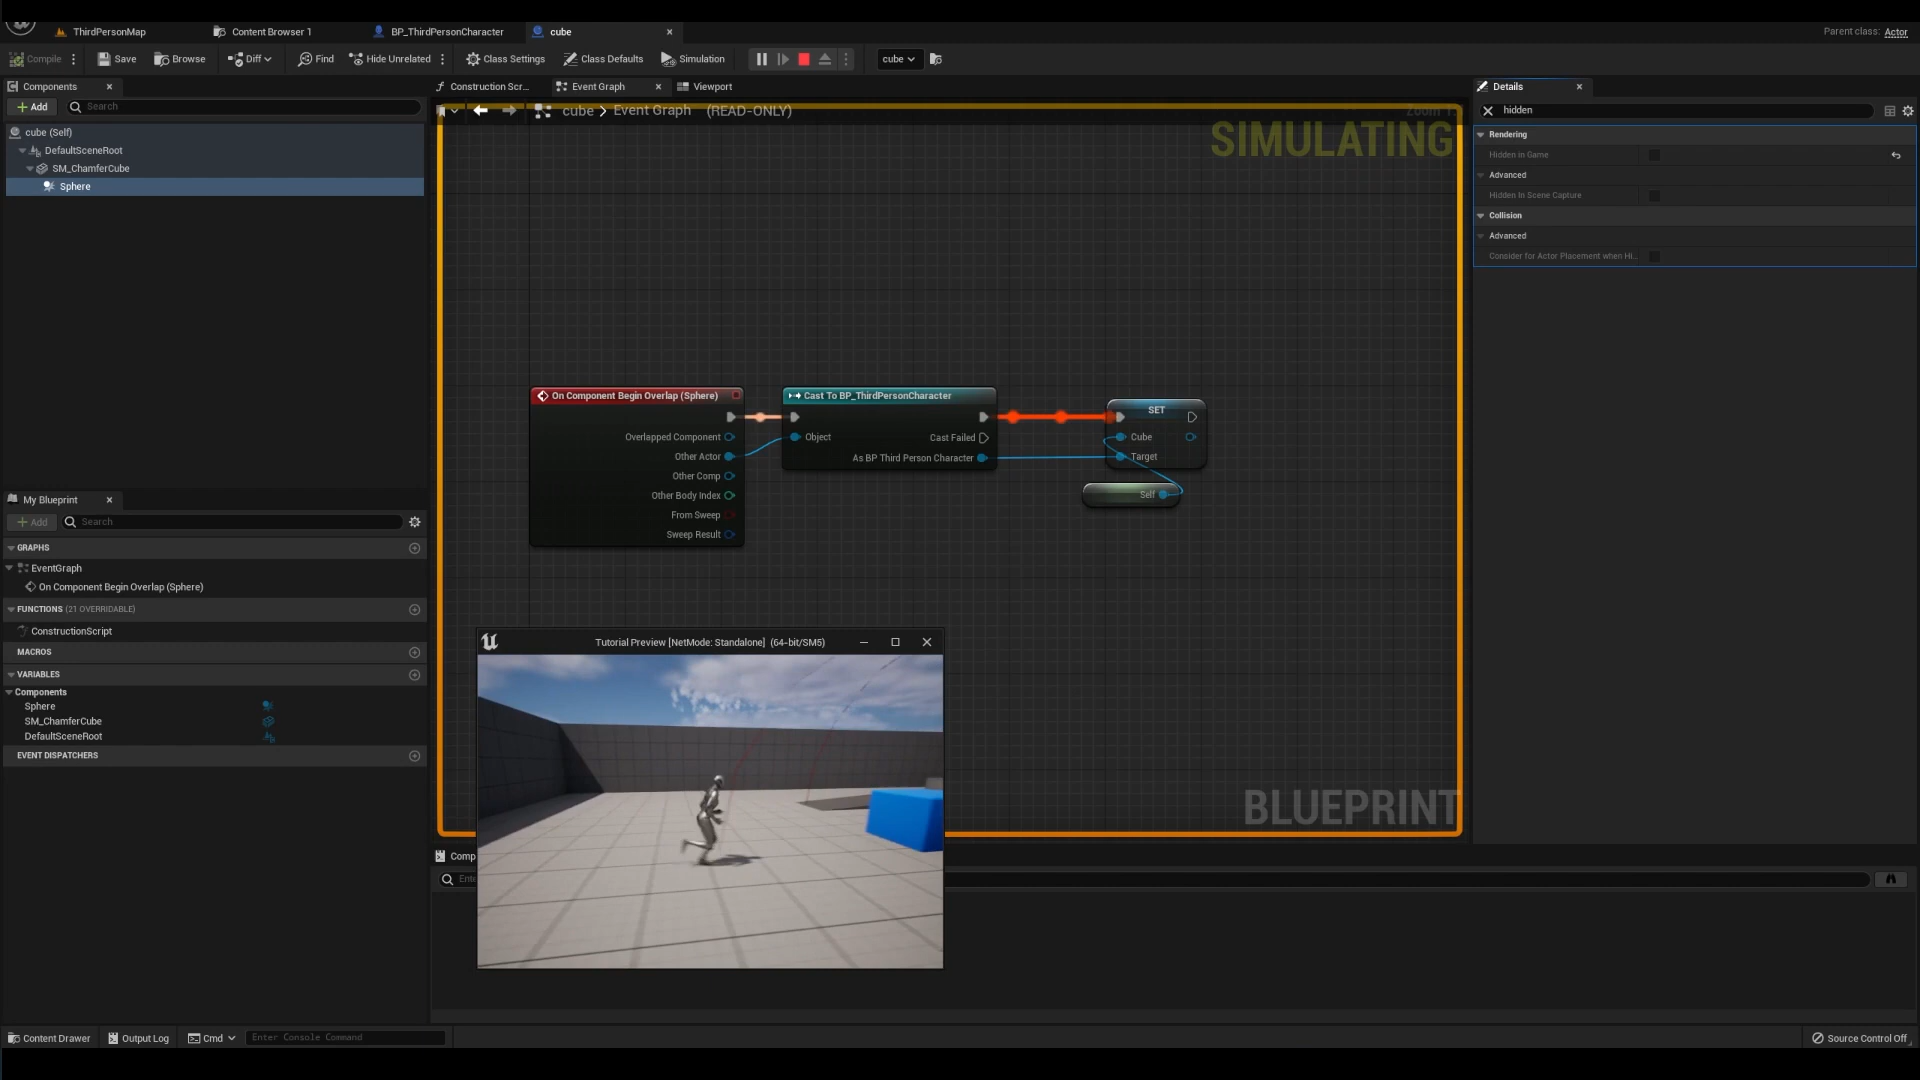 ThirdPersonMap
Content Browser 1
BP_ThirdPersonCharacter
cube
Parent class: Actor
Compile
Save
Browse
Diff
Find
Hide Unrelated
Class Settings
Class Defaults
Simulation
cube
Components
Construction Scr...
Event Graph
Viewport
Details
+ Add
Search
cube > Event Graph (READ-ONLY)
hidden
SIMULATING
cube (Self)
DefaultSceneRoot
SM_ChamferCube
Sphere
Rendering
Hidden in Game
Advanced
Hidden In Scene Capture
Collision
Advanced
Consider for Actor Placement when Hi...
On Component Begin Overlap (Sphere)
Overlapped Component
Other Actor
Other Comp
Other Body Index
From Sweep
Sweep Result
Cast To BP_ThirdPersonCharacter
Object
Cast Failed
As BP Third Person Character
SET
Cube
Target
Self
My Blueprint
+ Add
Search
GRAPHS
EventGraph
On Component Begin Overlap (Sphere)
FUNCTIONS (21 OVERRIDABLE)
ConstructionScript
MACROS
VARIABLES
Components
Sphere
SM_ChamferCube
DefaultSceneRoot
EVENT DISPATCHERS
Tutorial Preview [NetMode: Standalone] (64-bit/SM5)
BLUEPRINT
Comp
Content Drawer
Output Log
Cmd
Enter Console Command
Source Control Off